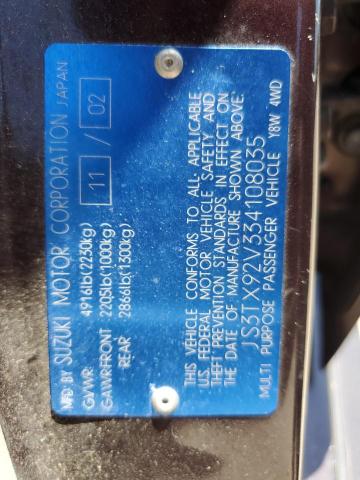 MFD BY SUZUKI MOTOR CORPORATION JAPAN
11 / 02
GVWR: 4916lb(2230kg)
GAWRFRONT 2205lb(1000kg)
REAR 2866lb(1300kg)
THIS VEHICLE CONFORMS TO ALL APPLICABLE
U.S. FEDERAL MOTOR VEHICLE SAFETY AND
THEFT PREVENTION STANDARDS IN EFFECT ON
THE DATE OF MANUFACTURE SHOWN ABOVE.
JS3TX92V334108035
MULTI PURPOSE PASSENGER VEHICLE Y8W 4WD